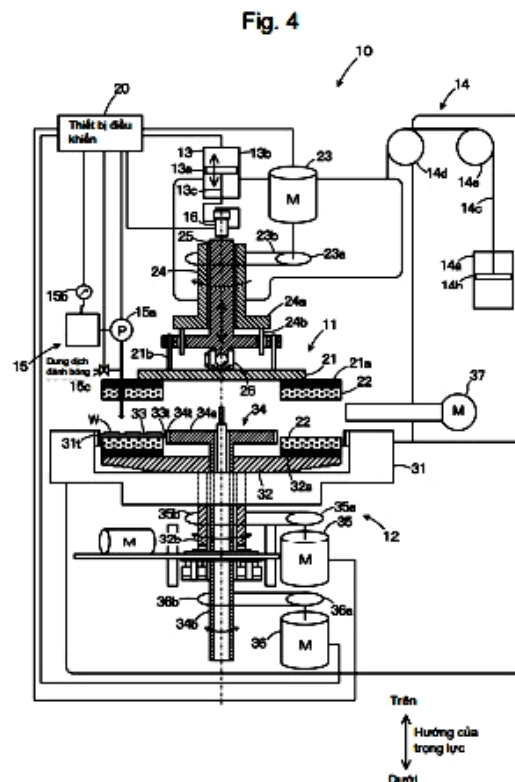 Fig. 4
10
20
14
Thiết bị điều
khiển
13
13b
13a
13c
23
M
14d
14e
14c
16
25
23b
23a
24
15b
15a
P
24a
14a
14b
24b
15
21b
11
Dung dịch
đánh bóng
15c
26
21
21a
22
37
M
W
33
34t
34a
34
22
31t
33t
31
32
32a
35b
35a
12
M
32b
35
M
36b
36a
34b
36
M
Trên
Hướng của
trọng lực
Dưới